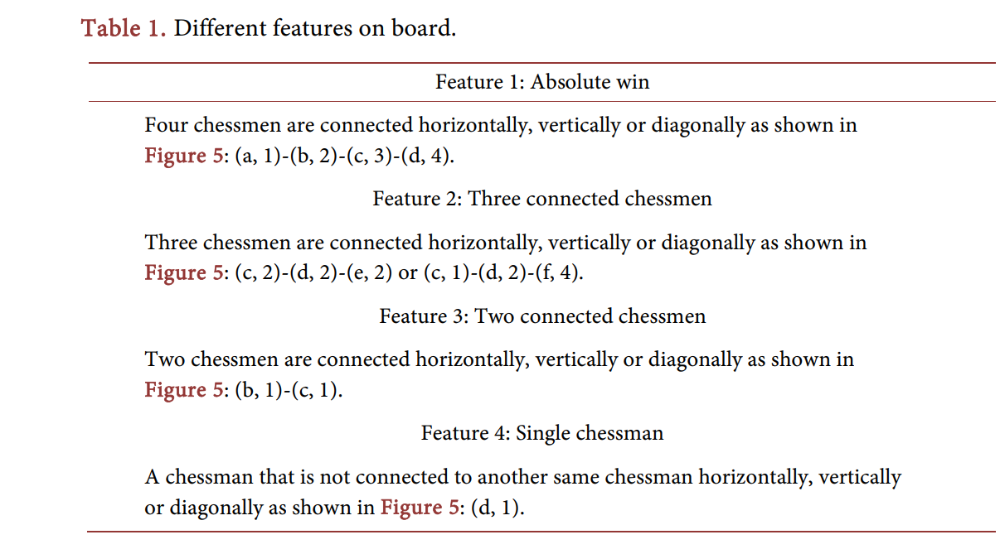 Table 1. Different features on board.
Feature 1: Absolute win
Four chessmen are connected horizontally, vertically or diagonally as shown in
Figure 5: (a, 1)-(b, 2)-(c, 3)-(d, 4).
Feature 2: Three connected chessmen
Three chessmen are connected horizontally, vertically or diagonally as shown in
Figure 5: (c, 2)-(d, 2)-(e, 2) or (c, 1)-(d, 2)-(f, 4).
Feature 3: Two connected chessmen
Two chessmen are connected horizontally, vertically or diagonally as shown in
Figure 5: (b, 1)-(c, 1).
Feature 4: Single chessman
A chessman that is not connected to another same chessman horizontally, vertically
or diagonally as shown in Figure 5: (d, 1).